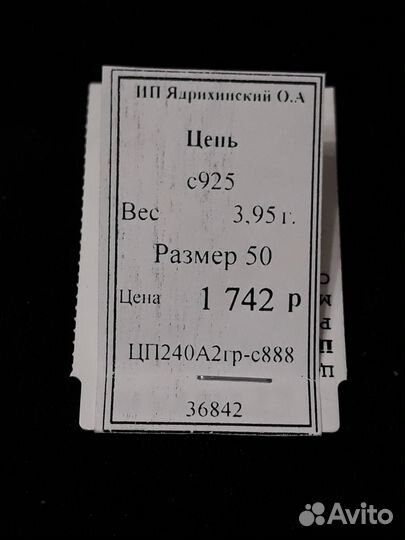 ИП Ядрихинский О.А
Цепь
с925
Вес 3,95 г.
Размер 50
Цена 1 742 р
ЦП240А2гр-с888
36842
Avito